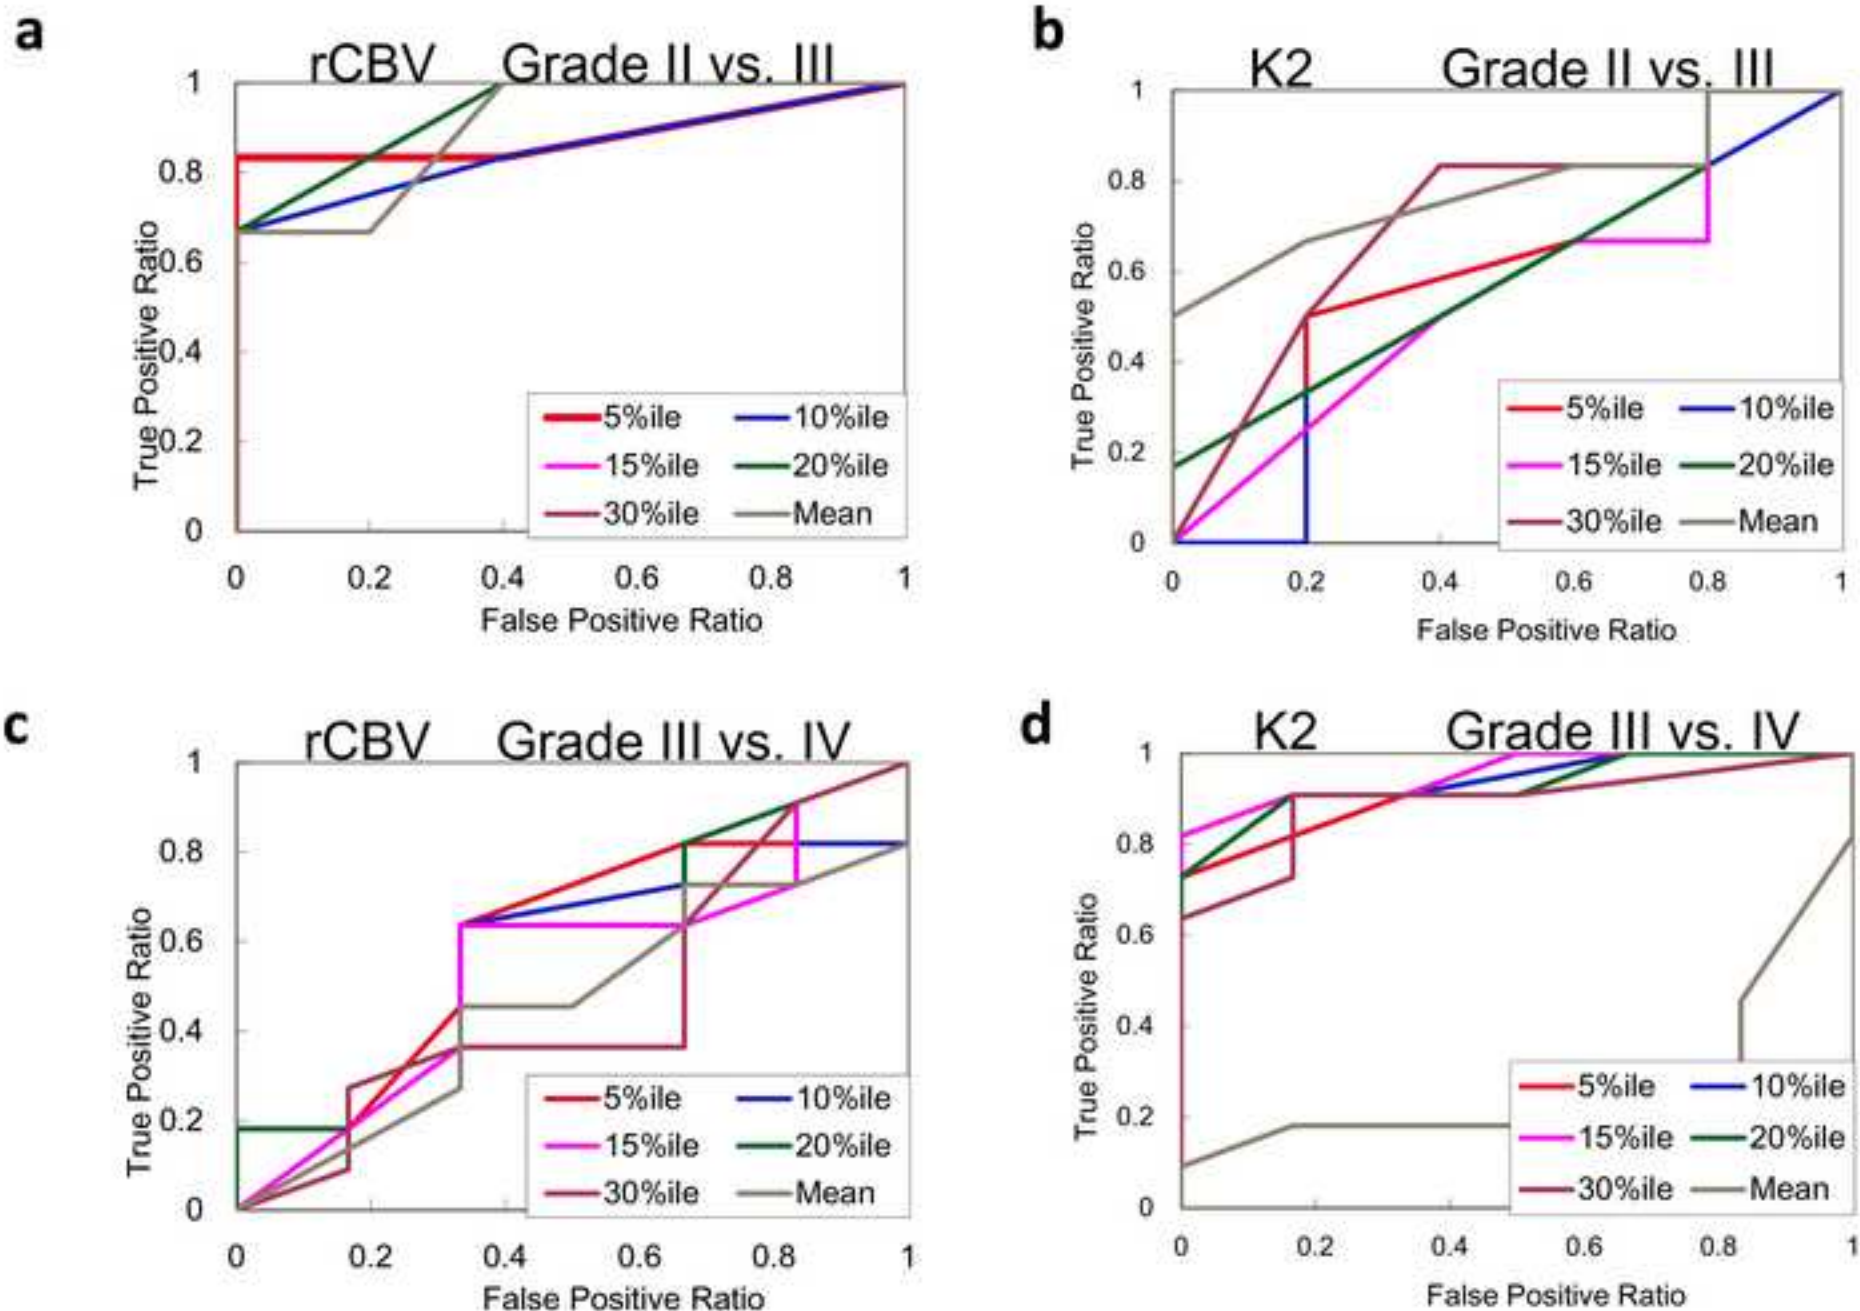 a
rCBV Grade II vs. III
1
0.8
0.6
0.4
0.2
0
True Positive Ratio
5%ile 10%ile
15%ile 20%ile
30%ile Mean
0 0.2 0.4 0.6 0.8 1
False Positive Ratio
b
K2 Grade II vs. III
1
0.8
0.6
0.4
0.2
0
True Positive Ratio
5%ile 10%ile
15%ile 20%ile
30%ile Mean
0 0.2 0.4 0.6 0.8 1
False Positive Ratio
c
rCBV Grade III vs. IV
1
0.8
0.6
0.4
0.2
0
True Positive Ratio
5%ile 10%ile
15%ile 20%ile
30%ile Mean
0 0.2 0.4 0.6 0.8 1
False Positive Ratio
d
K2 Grade III vs. IV
1
0.8
0.6
0.4
0.2
0
True Positive Ratio
5%ile 10%ile
15%ile 20%ile
30%ile Mean
0 0.2 0.4 0.6 0.8 1
False Positive Ratio